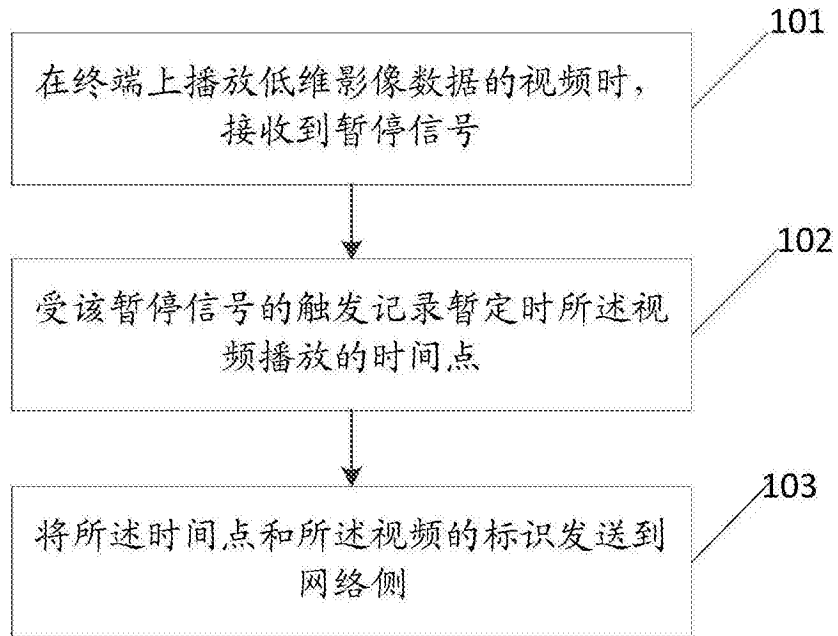 101
在终端上播放低维影像数据的视频时，
接收到暂停信号
102
受该暂停信号的触发记录暂定时所述视
频播放的时间点
103
将所述时间点和所述视频的标识发送到
网络侧